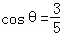 cos θ = 3/5